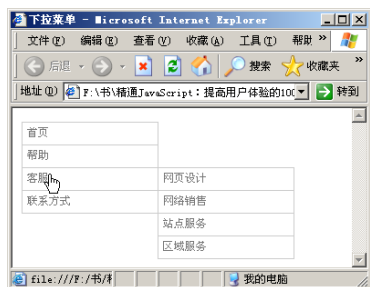 下拉菜单 - Microsoft Internet Explorer
文件(F) 编辑(E) 查看(V) 收藏(A) 工具(T) 帮助 »
后退 搜索 收藏夹 »
地址(D) F:\书\精通JavaScript:提高用户体验的10 转到
首页
帮助
客服 网页设计
联系方式 网络销售
站点服务
区域服务
file:///F:/书/ 我的电脑